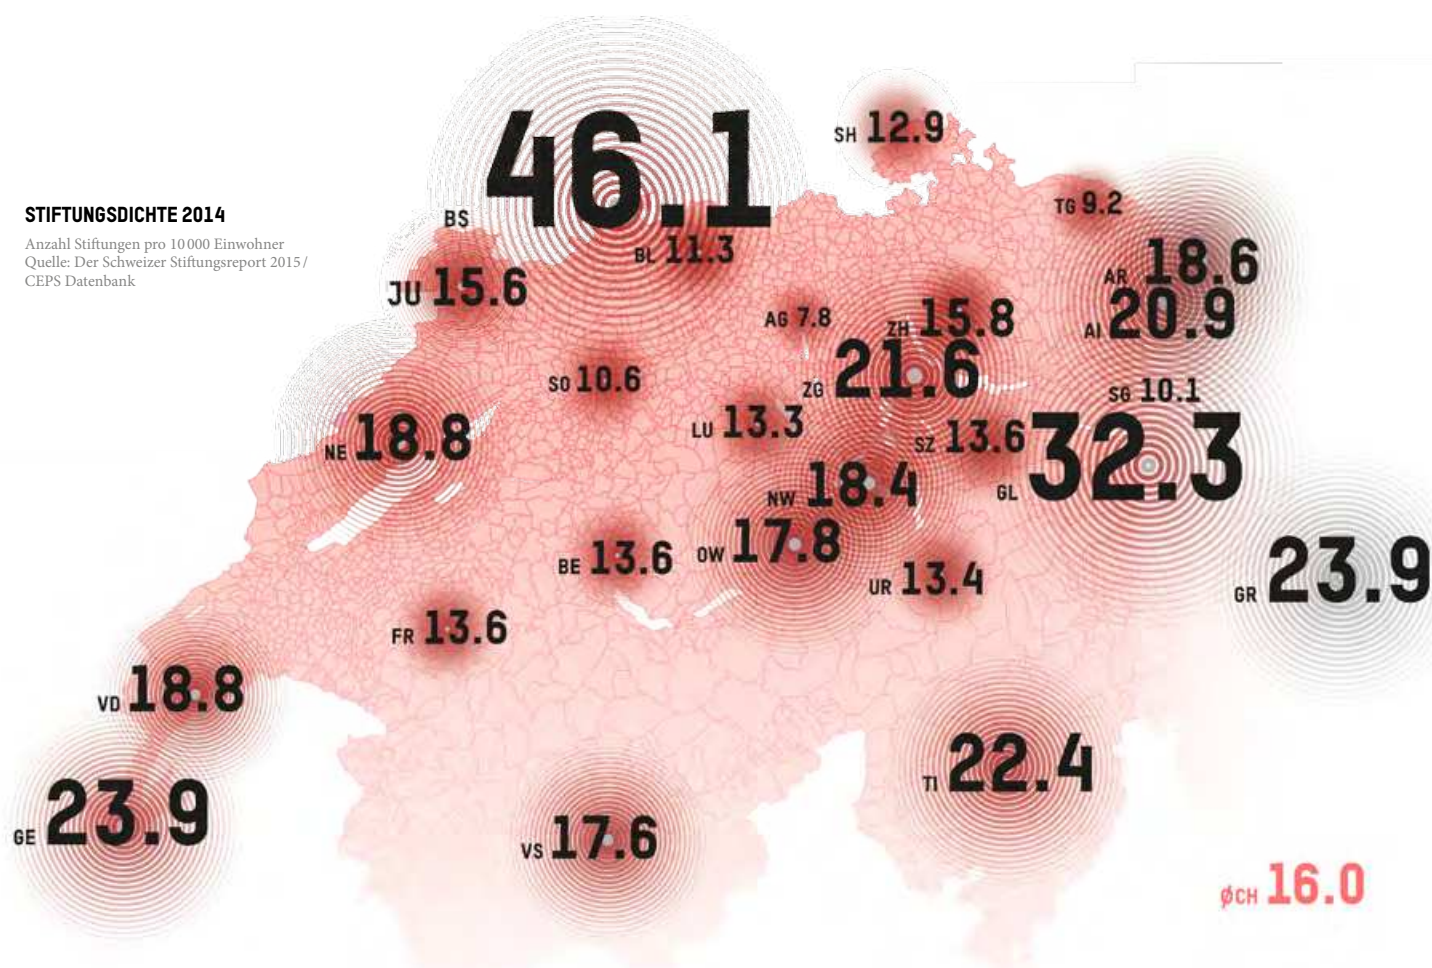 STIFTUNGSDICHTE 2014
Anzahl Stiftungen pro 10 000 Einwohner
Quelle: Der Schweizer Stiftungsreport 2015 /
CEPS Datenbank
BS 46.1
SH 12.9
TG 9.2
BL 11.3
JU 15.6
AR 18.6
AI 20.9
AG 7.8
ZH 15.8
ZG 21.6
SO 10.6
SG 10.1
LU 13.3
SZ 13.6
GL 32.3
NE 18.8
NW 18.4
OW 17.8
BE 13.6
UR 13.4
GR 23.9
FR 13.6
VD 18.8
TI 22.4
GE 23.9
VS 17.6
ØCH 16.0